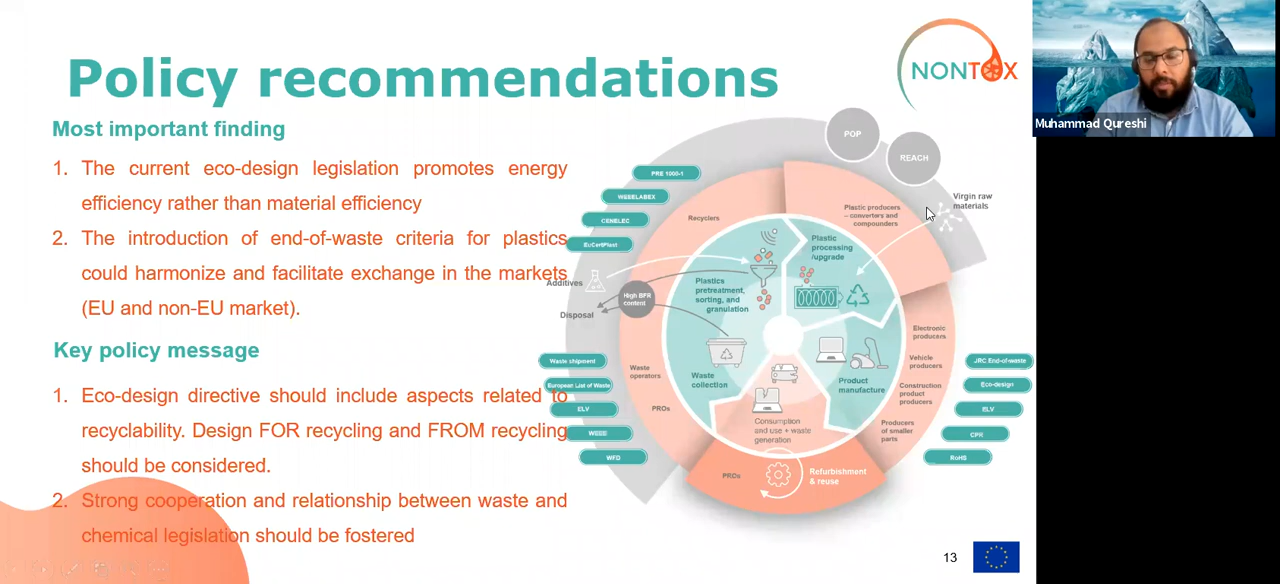 Policy recommendations
NONTOX
Muhammad Qureshi
Most important finding
1. The current eco-design legislation promotes energy
efficiency rather than material efficiency
2. The introduction of end-of-waste criteria for plastics
could harmonize and facilitate exchange in the markets
(EU and non-EU market).
Key policy message
1. Eco-design directive should include aspects related to
recyclability. Design FOR recycling and FROM recycling
should be considered.
2. Strong cooperation and relationship between waste and
chemical legislation should be fostered
POP
REACH
Virgin raw
materials
PRE 1000-1
WEEELABEX
CENELEC
EuCertPlast
Recyclers
Plastic producers
– converters and
compounders
Plastic
processing
/upgrade
Additives
High BFR
content
Disposal
Plastics
pretreatment,
sorting, and
granulation
Waste shipment
European List of Waste
ELV
WEEE
WFD
Waste
operators
PROs
Waste
collection
Product
manufacture
Consumption
and use + waste
generation
Electronic
producers
Vehicle
producers
Construction
product
producers
Producers
of smaller
parts
JRC End-of-waste
Eco-design
ELV
CPR
RoHS
PROs
Refurbishment
& reuse
13